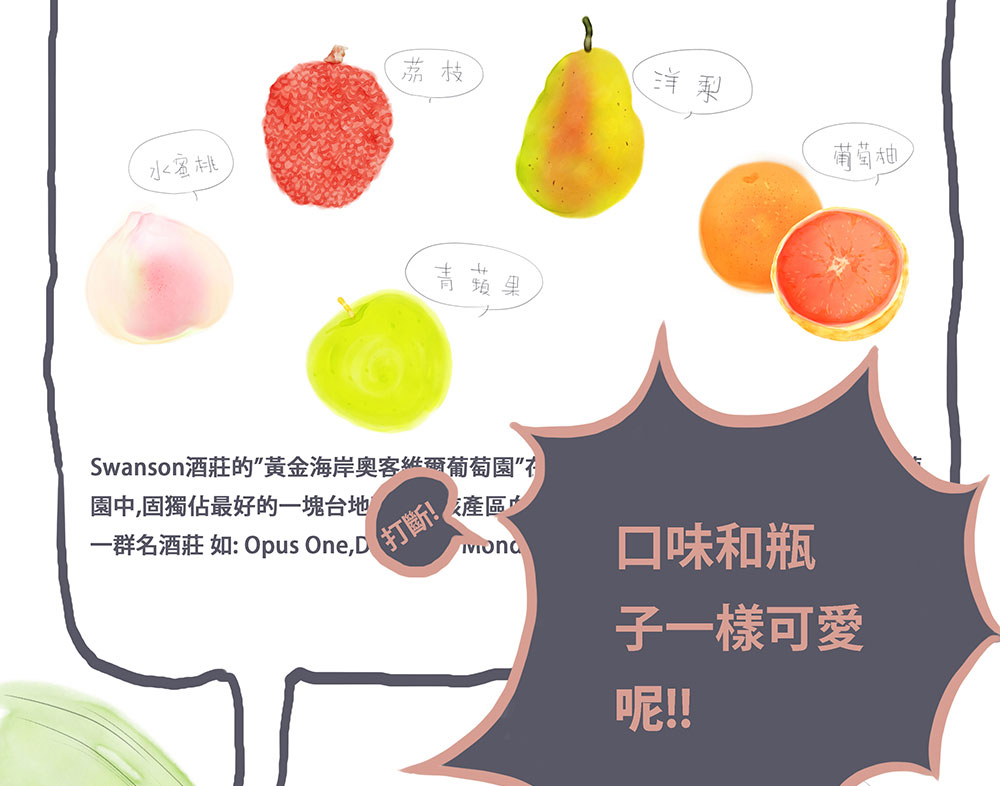 荔枝
洋梨
葡萄柚
水蜜桃
青蘋果
Swanson酒莊的"黃金海岸奧客維爾葡萄園"
園中,固獨佔最好的一塊台地 該產區
一群名酒莊 如: Opus One,D Mond
打斷!
口味和瓶
子一樣可愛
呢!!